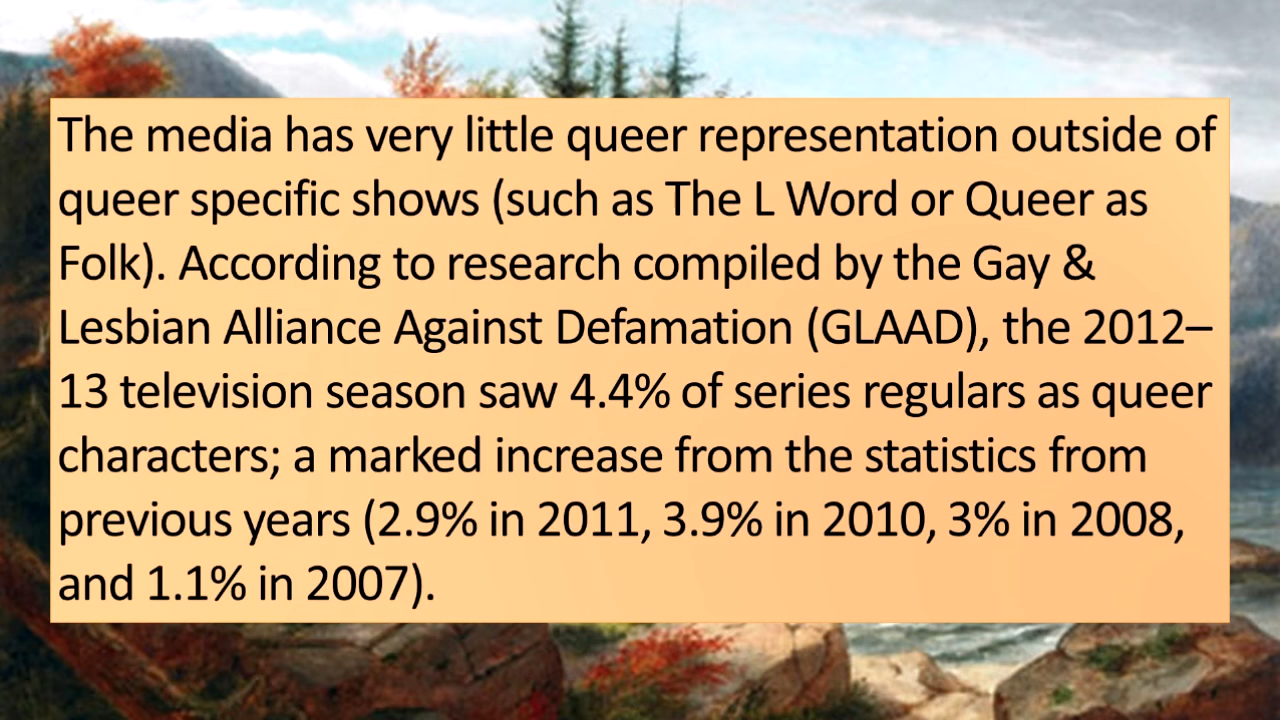 The media has very little queer representation outside of
queer specific shows (such as The L Word or Queer as
Folk). According to research compiled by the Gay &
Lesbian Alliance Against Defamation (GLAAD), the 2012–
13 television season saw 4.4% of series regulars as queer
characters; a marked increase from the statistics from
previous years (2.9% in 2011, 3.9% in 2010, 3% in 2008,
and 1.1% in 2007).